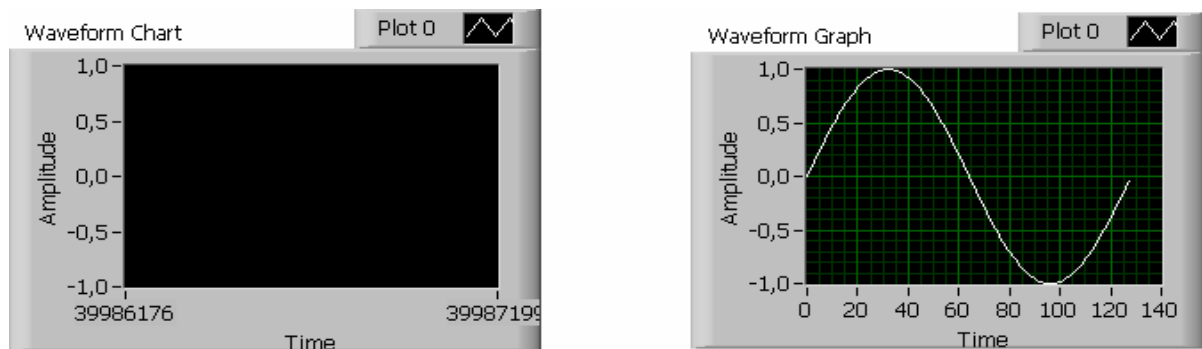 Waveform Chart
Plot 0
1,0
0,5
0,0
-0,5
-1,0
Amplitude
39986176
39987199
Time
Waveform Graph
Plot 0
1,0
0,5
0,0
-0,5
-1,0
Amplitude
0 20 40 60 80 100 120 140
Time